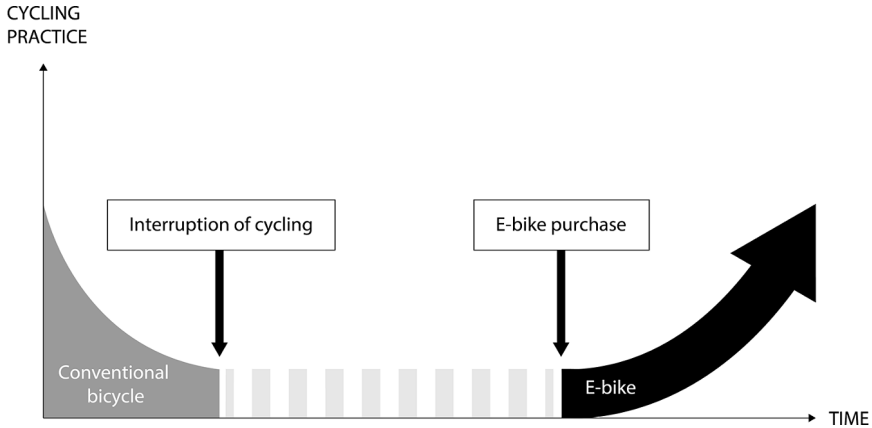 CYCLING
PRACTICE
Interruption of cycling
E-bike purchase
Conventional
bicycle
E-bike
TIME